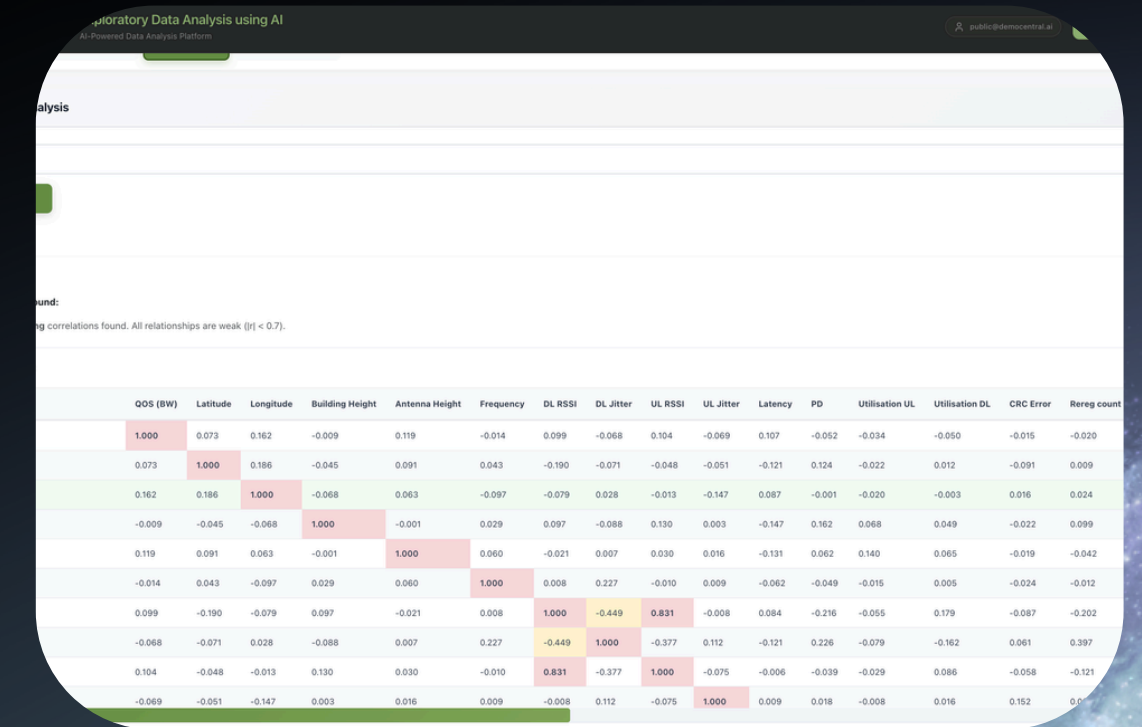 ploratory Data Analysis using AI
AI-Powered Data Analysis Platform
public@democentral.ai
alysis
ound:
ng correlations found. All relationships are weak (|r| < 0.7).
QOS (BW) Latitude Longitude Building Height Antenna Height Frequency DL RSSI DL Jitter UL RSSI UL Jitter Latency PD Utilisation UL Utilisation DL CRC Error Rereg count
1.000 0.073 0.162 -0.009 0.119 -0.014 0.099 -0.068 0.104 -0.069 0.107 -0.052 -0.034 -0.050 -0.015 -0.020
0.073 1.000 0.186 -0.045 0.091 0.043 -0.190 -0.071 -0.048 -0.051 -0.121 0.124 -0.022 0.012 -0.091 0.009
0.162 0.186 1.000 -0.068 0.063 -0.097 -0.079 0.028 -0.013 -0.147 0.087 -0.001 -0.020 -0.003 0.016 0.024
-0.009 -0.045 -0.068 1.000 -0.001 0.029 0.097 -0.088 0.130 0.003 -0.147 0.162 0.068 0.049 -0.022 0.099
0.119 0.091 0.063 -0.001 1.000 0.060 -0.021 0.007 0.030 0.016 -0.131 0.062 0.140 0.065 -0.019 -0.042
-0.014 0.043 -0.097 0.029 0.060 1.000 0.008 0.227 -0.010 0.009 -0.062 -0.049 -0.015 0.005 -0.024 -0.012
0.099 -0.190 -0.079 0.097 -0.021 0.008 1.000 -0.449 0.831 -0.008 0.084 -0.216 -0.055 0.179 -0.087 -0.202
-0.068 -0.071 0.028 -0.088 0.007 0.227 -0.449 1.000 -0.377 0.112 -0.121 0.226 -0.079 -0.162 0.061 0.397
0.104 -0.048 -0.013 0.130 0.030 -0.010 0.831 -0.377 1.000 -0.075 -0.006 -0.039 -0.029 0.086 -0.058 -0.121
-0.069 -0.051 -0.147 0.003 0.016 0.009 -0.008 0.112 -0.075 1.000 0.009 0.018 -0.008 0.016 0.152